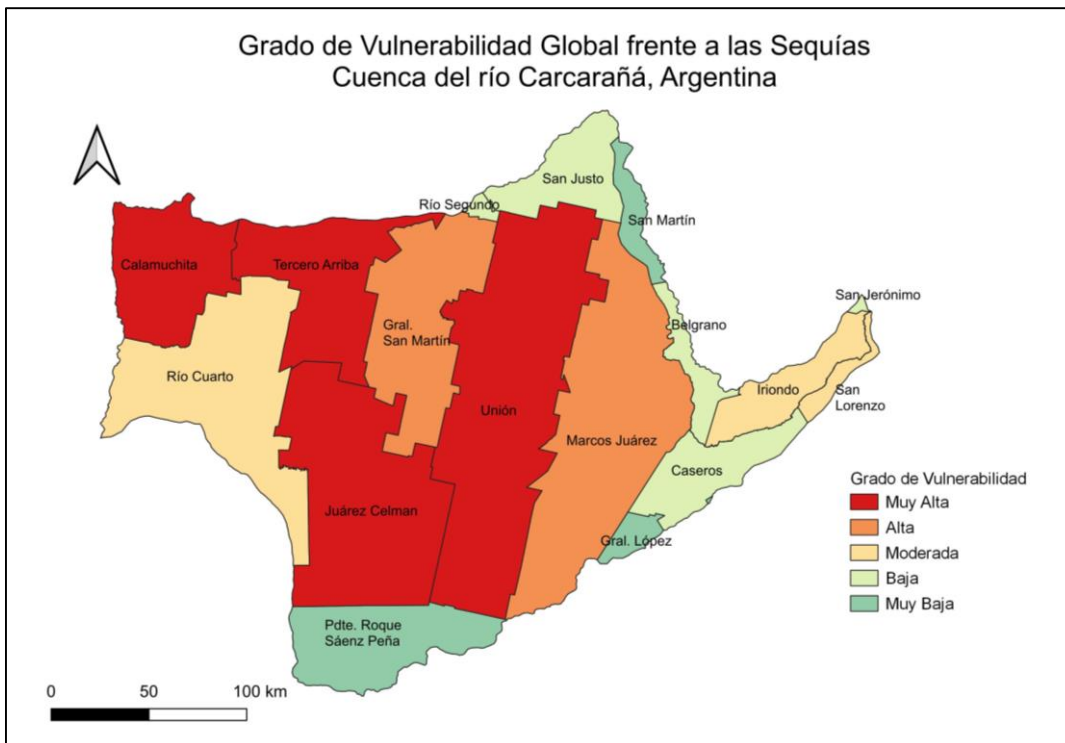 Grado de Vulnerabilidad Global frente a las Sequías
Cuenca del río Carcarañá, Argentina
San Justo
Río Segundo
San Martín
Calamuchita
Tercero Arriba
San Jerónimo
Belgrano
Gral.
San Martín
Río Cuarto
Iriondo
San
Lorenzo
Unión
Marcos Juárez
Caseros
Juárez Celman
Gral. López
Pdte. Roque
Sáenz Peña
Grado de Vulnerabilidad
Muy Alta
Alta
Moderada
Baja
Muy Baja
0 50 100 km